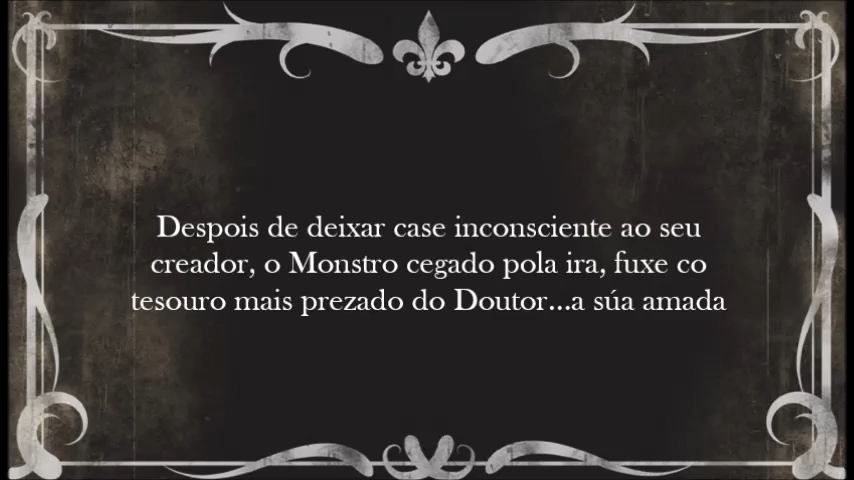 Despois de deixar case inconsciente ao seu
creador, o Monstro cegado pola ira, fuxe co
tesouro mais prezado do Doutor...a súa amada